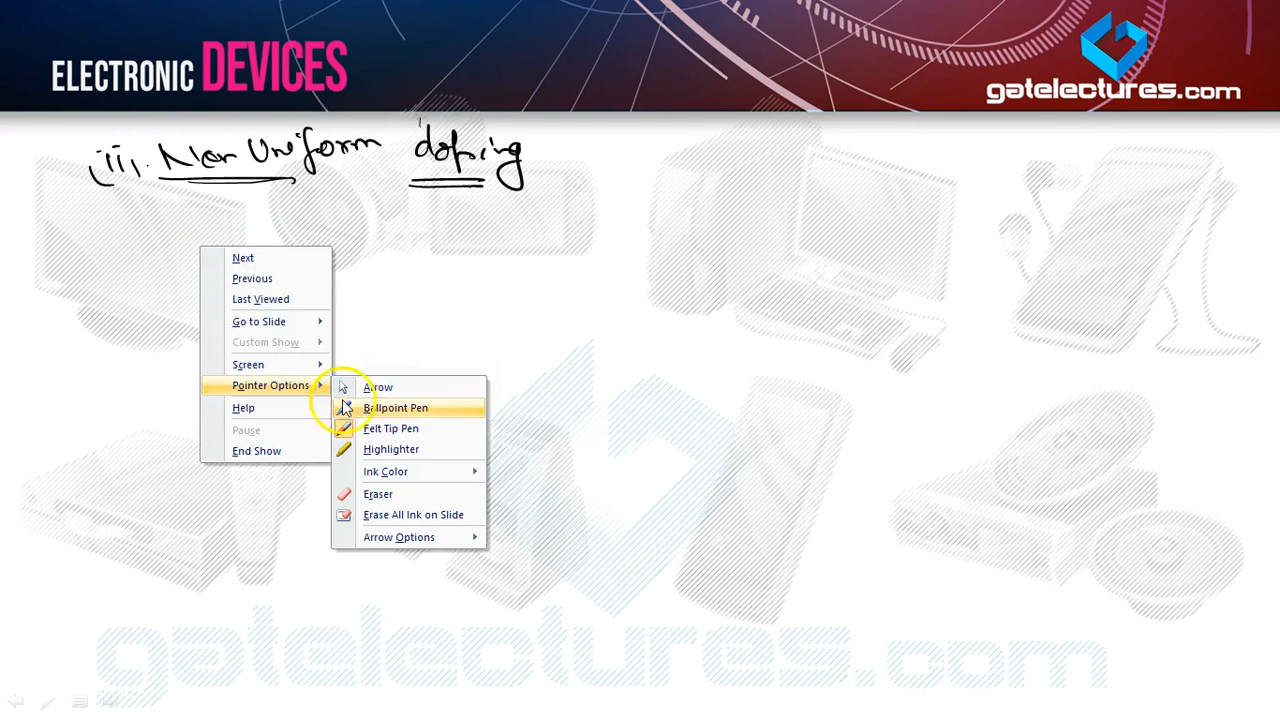 ELECTRONIC DEVICES
gatelectures.com
(ii). Non Uniform doping
Next
Previous
Last Viewed
Go to Slide
Custom Show
Screen
Pointer Options
Help
Pause
End Show
Arrow
Ballpoint Pen
Felt Tip Pen
Highlighter
Ink Color
Eraser
Erase All Ink on Slide
Arrow Options
gatelectures.com